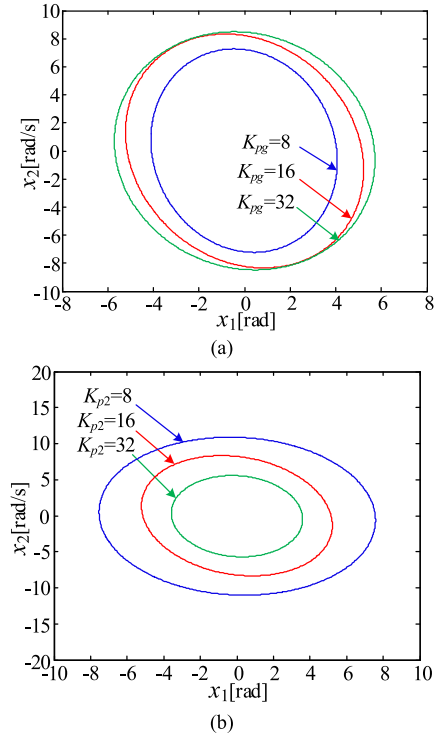 10
8
6
4
2
0
-2
-4
-6
-8
-10
x2[rad/s]
Kpg=8
Kpg=16
Kpg=32
-8 -6 -4 -2 0 2 4 6 8
x1[rad]
(a)
20
15
10
5
0
-5
-10
-15
-20
x2[rad/s]
Kp2=8
Kp2=16
Kp2=32
-10 -8 -6 -4 -2 0 2 4 6 8 10
x1[rad]
(b)